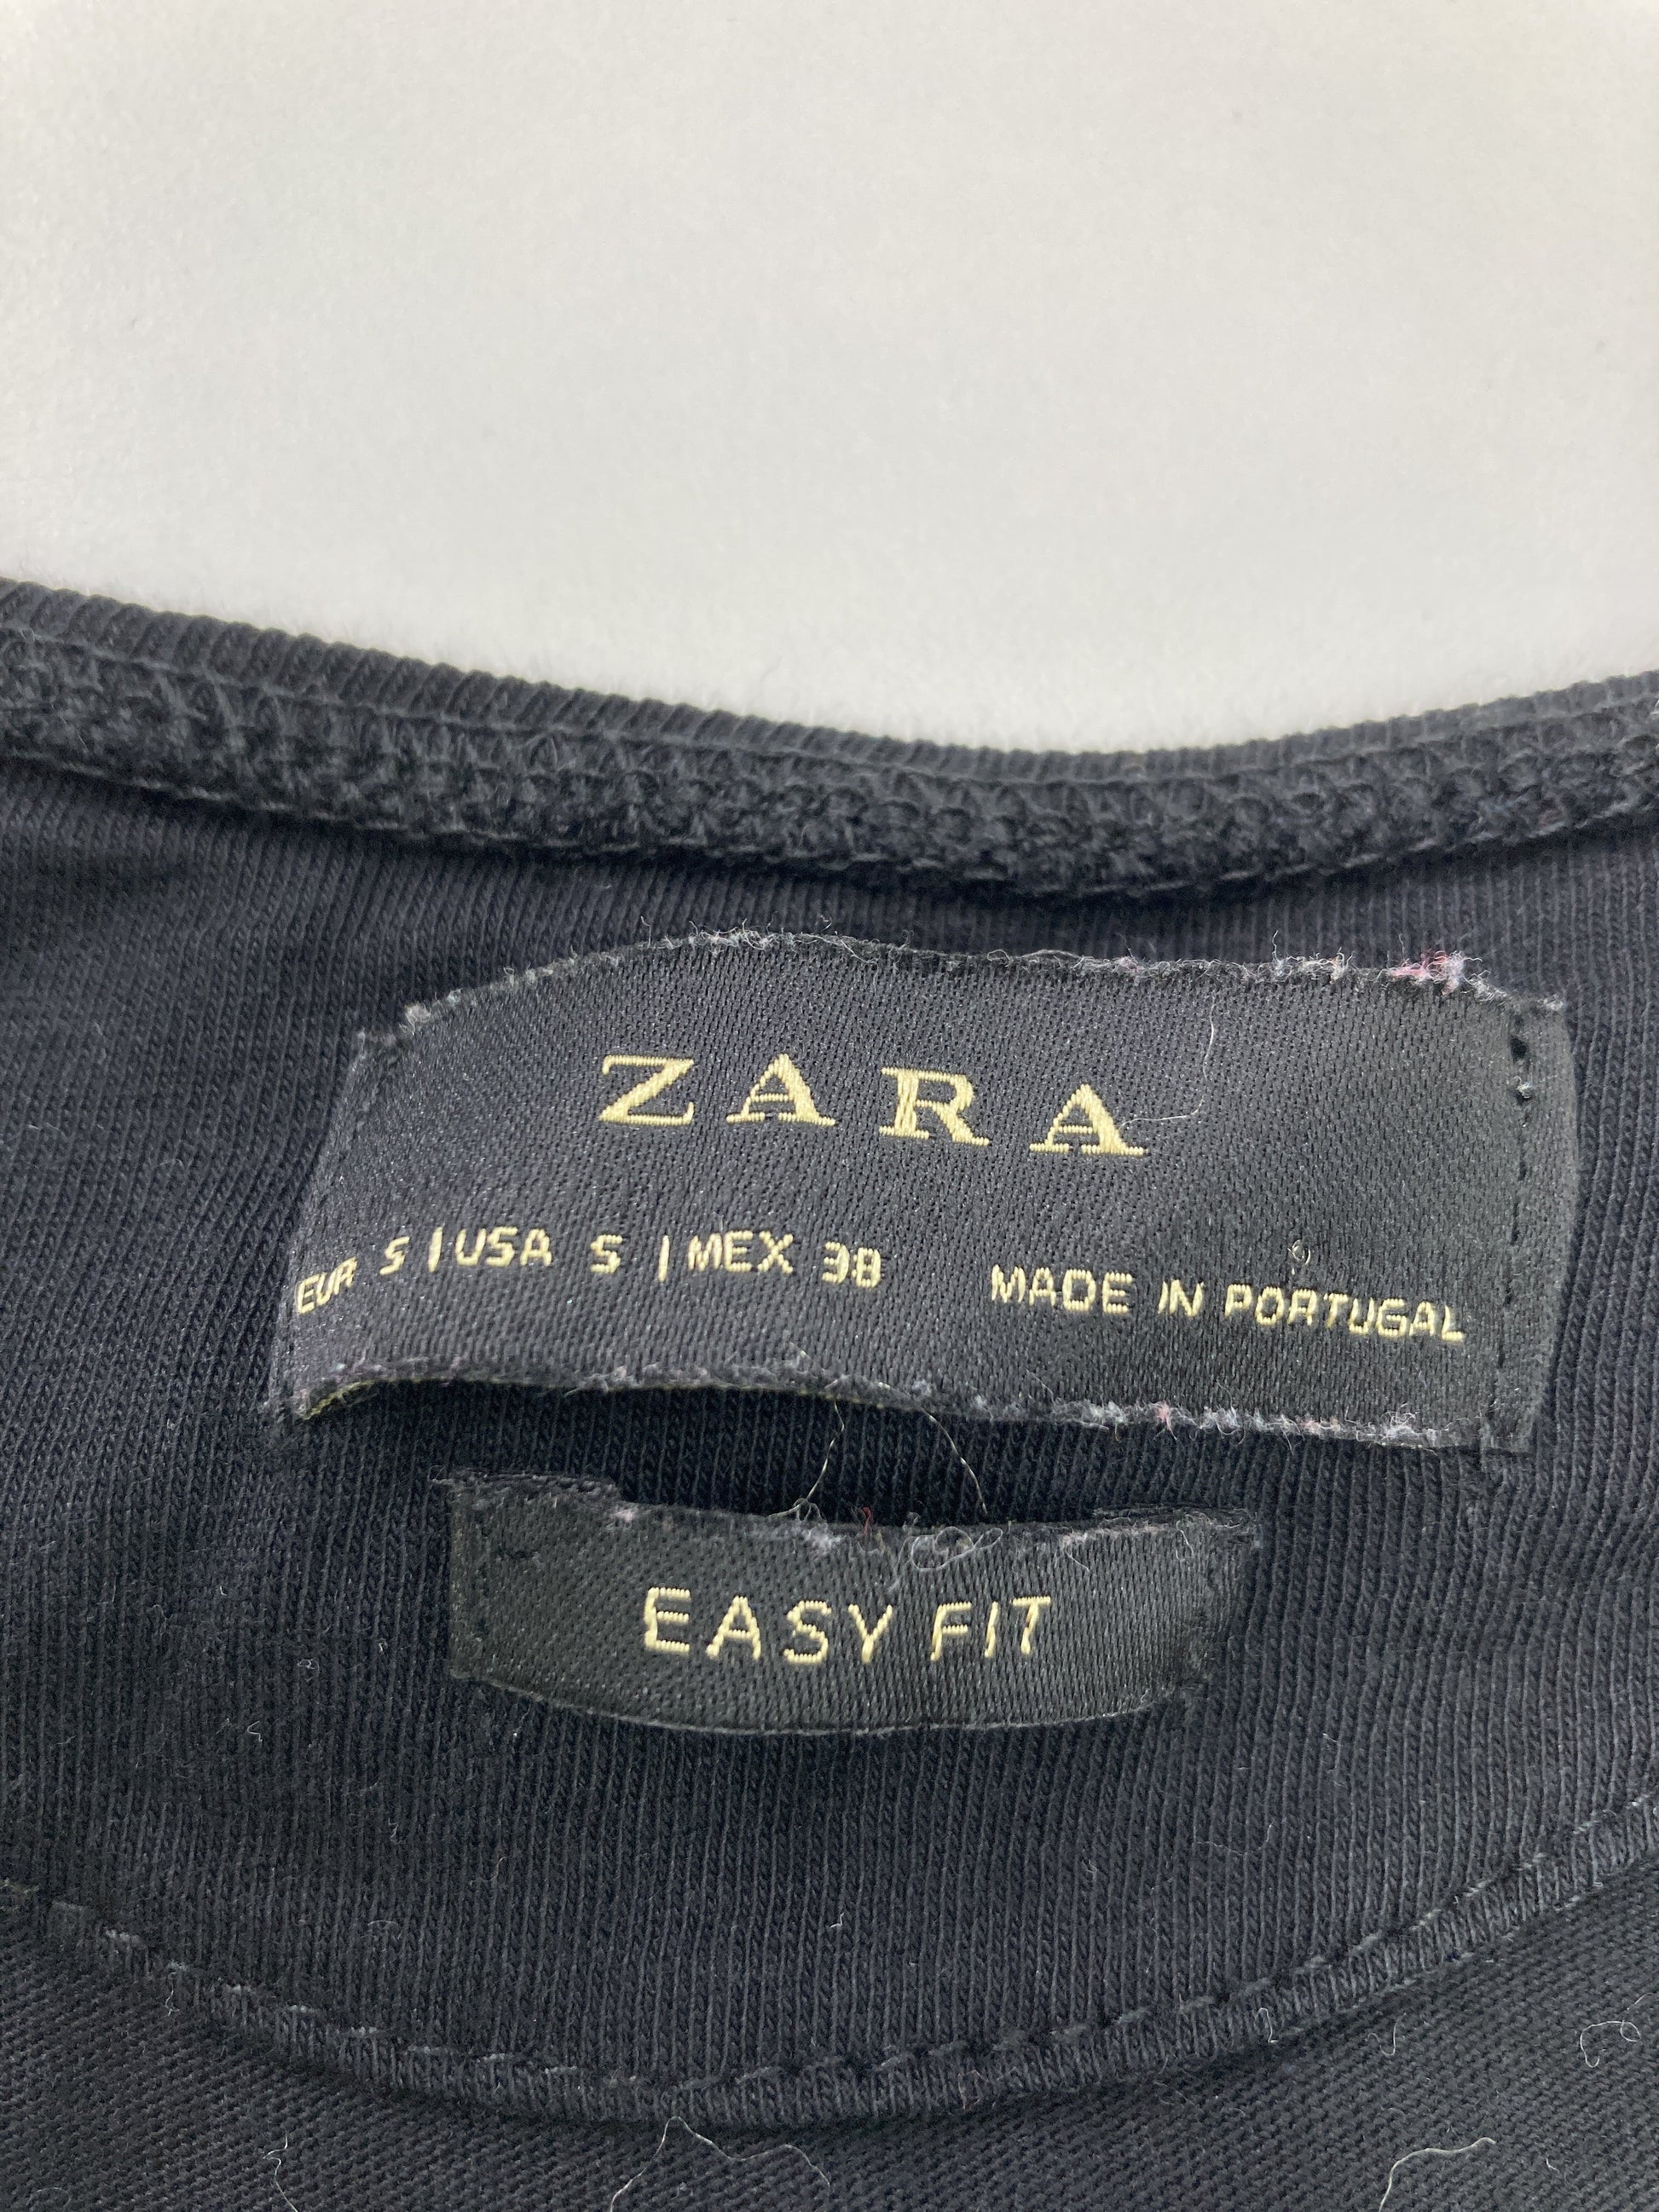 ZARA
EUR S | USA S | MEX 38 MADE IN PORTUGAL
EASY FIT